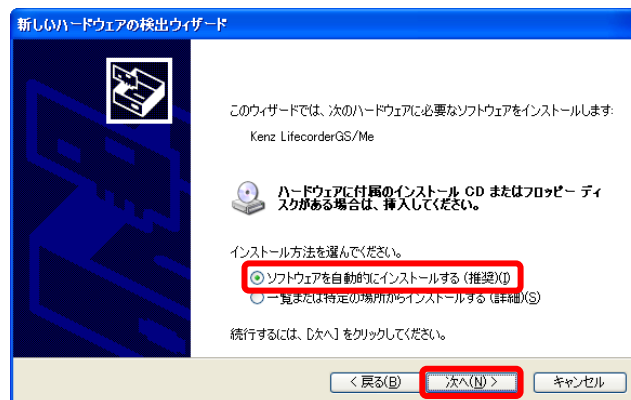 新しいハードウェアの検出ウィザード
このウィザードでは、次のハードウェアに必要なソフトウェアをインストールします:
Kenz LifecorderGS/Me
ハードウェアに付属のインストール CD またはフロッピー ディ
スクがある場合は、挿入してください。
インストール方法を選んでください。
ソフトウェアを自動的にインストールする (推奨)(I)
一覧または特定の場所からインストールする (詳細)(S)
続行するには、[次へ] をクリックしてください。
< 戻る(B) 次へ(N) > キャンセル